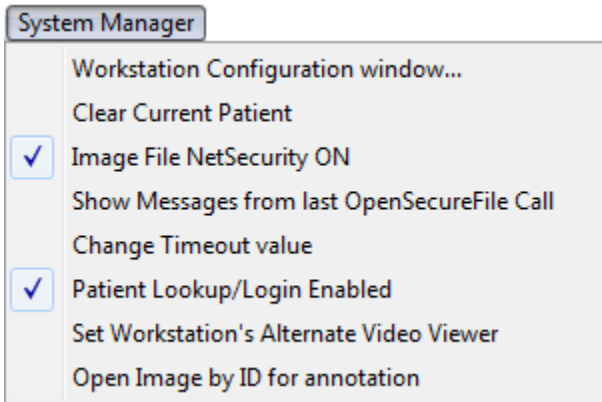 System Manager
Workstation Configuration window...
Clear Current Patient
Image File NetSecurity ON
Show Messages from last OpenSecureFile Call
Change Timeout value
Patient Lookup/Login Enabled
Set Workstation's Alternate Video Viewer
Open Image by ID for annotation